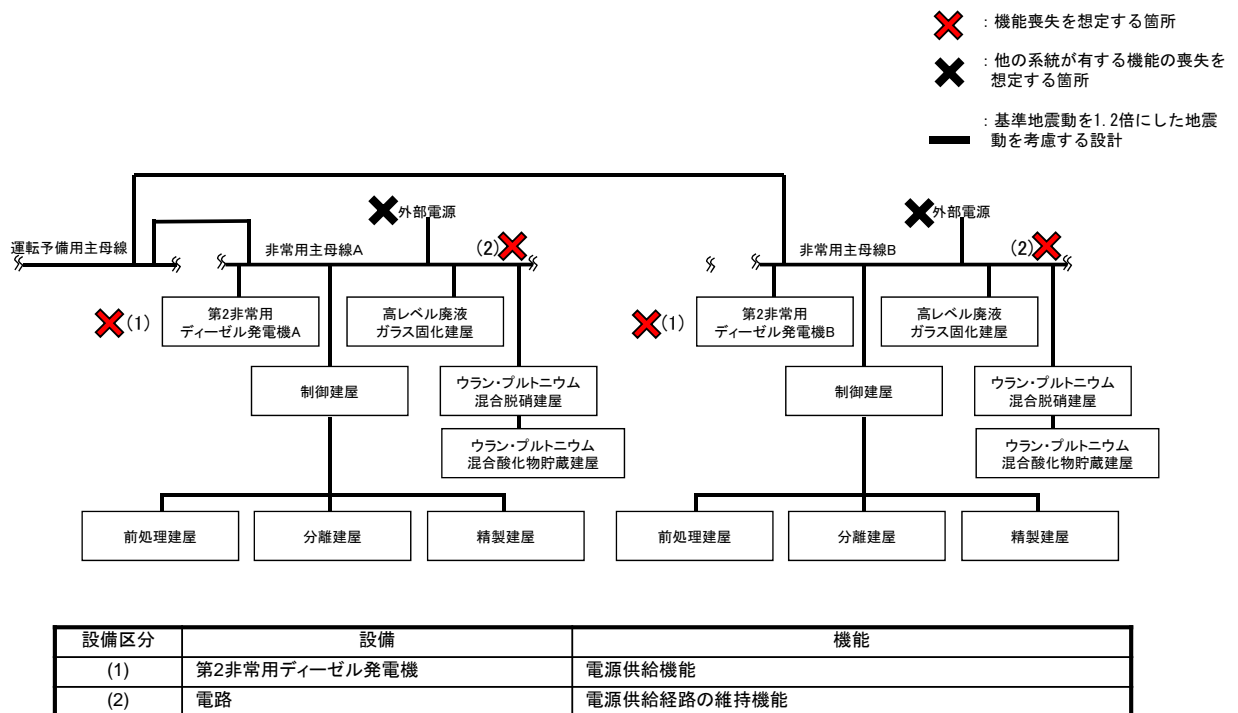 ：機能喪失を想定する箇所
：他の系統が有する機能の喪失を
想定する箇所
：基準地震動を1.2倍にした地震
動を考慮する設計
外部電源
外部電源
運転予備用主母線
非常用主母線A
(2)
非常用主母線B
(2)
(1)
第2非常用
ディーゼル発電機A
高レベル廃液
ガラス固化建屋
(1)
第2非常用
ディーゼル発電機B
高レベル廃液
ガラス固化建屋
制御建屋
ウラン・プルトニウム
混合脱硝建屋
制御建屋
ウラン・プルトニウム
混合脱硝建屋
ウラン・プルトニウム
混合酸化物貯蔵建屋
ウラン・プルトニウム
混合酸化物貯蔵建屋
前処理建屋
分離建屋
精製建屋
前処理建屋
分離建屋
精製建屋
設備区分 設備 機能
(1) 第2非常用ディーゼル発電機 電源供給機能
(2) 電路 電源供給経路の維持機能